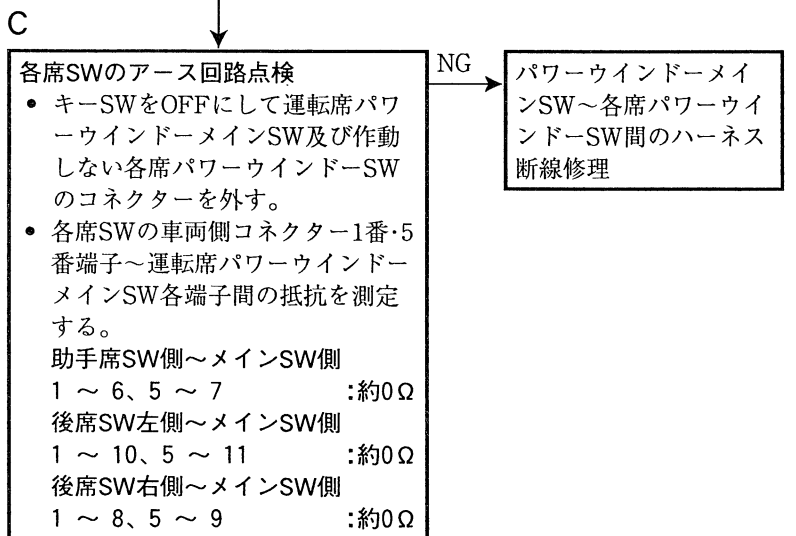 C
各席SWのアース回路点検
• キーSWをOFFにして運転席パワ
ーウインドーメインSW及び作動
しない各席パワーウインドーSW
のコネクターを外す。
• 各席SWの車両側コネクター1番·5
番端子～運転席パワーウインドー
メインSW各端子間の抵抗を測定
する。
助手席SW側～メインSW側
1 ～ 6、5 ～ 7 :約0Ω
後席SW左側～メインSW側
1 ～ 10、5 ～ 11 :約0Ω
後席SW右側～メインSW側
1 ～ 8、5 ～ 9 :約0Ω
NG
パワーウインドーメイ
ンSW～各席パワーウイ
ンドーSW間のハーネス
断線修理